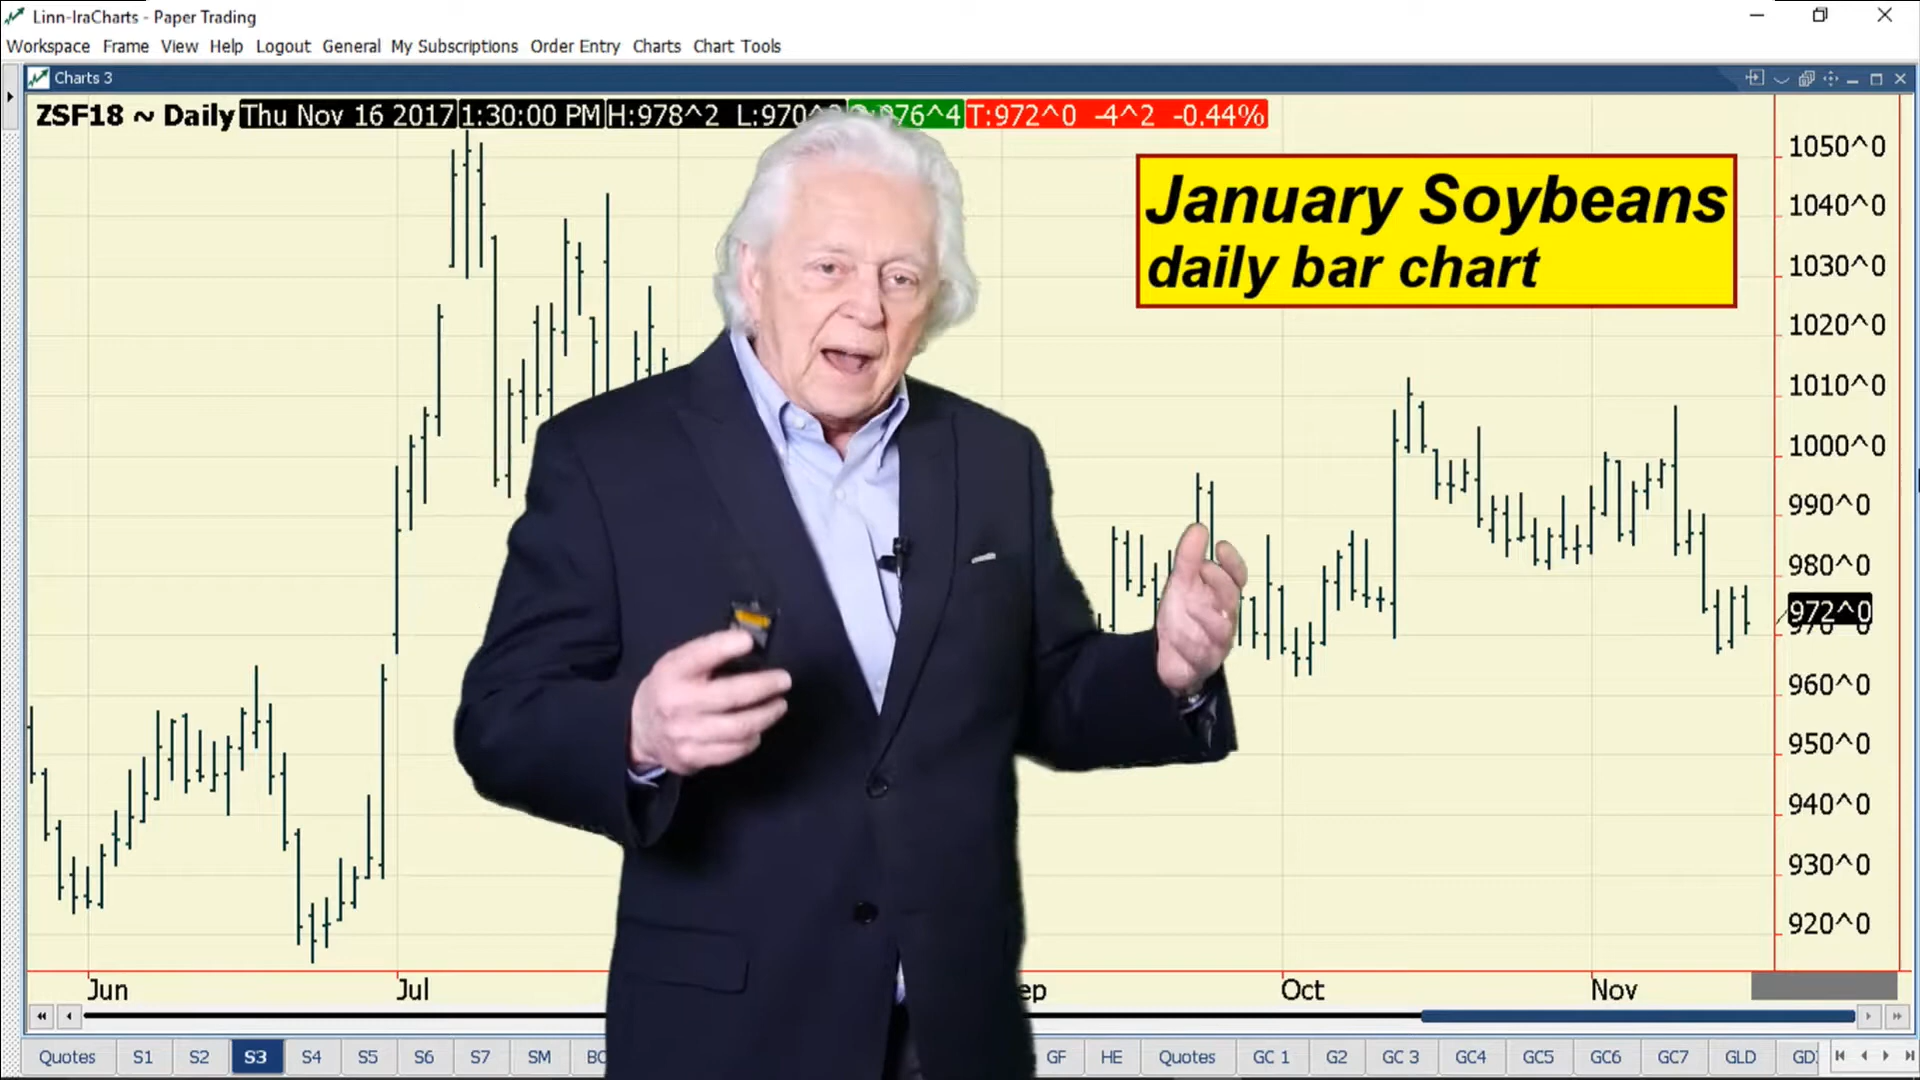 Linn-IraCharts - Paper Trading
Workspace Frame View Help Logout General My Subscriptions Order Entry Charts Chart Tools
Charts 3
ZSF18 ~ Daily Thu Nov 16 2017 1:30:00 PM H:978^2 L:970^ 976^4 T:972^0 -4^2 -0.44%
January Soybeans
daily bar chart
1050^0
1040^0
1030^0
1020^0
1010^0
1000^0
990^0
980^0
972^0
960^0
950^0
940^0
930^0
920^0
Jun Jul ep Oct Nov
Quotes S1 S2 S3 S4 S5 S6 S7 SM GF HE Quotes GC 1 G2 GC 3 GC4 GC5 GC6 GC7 GLD GD